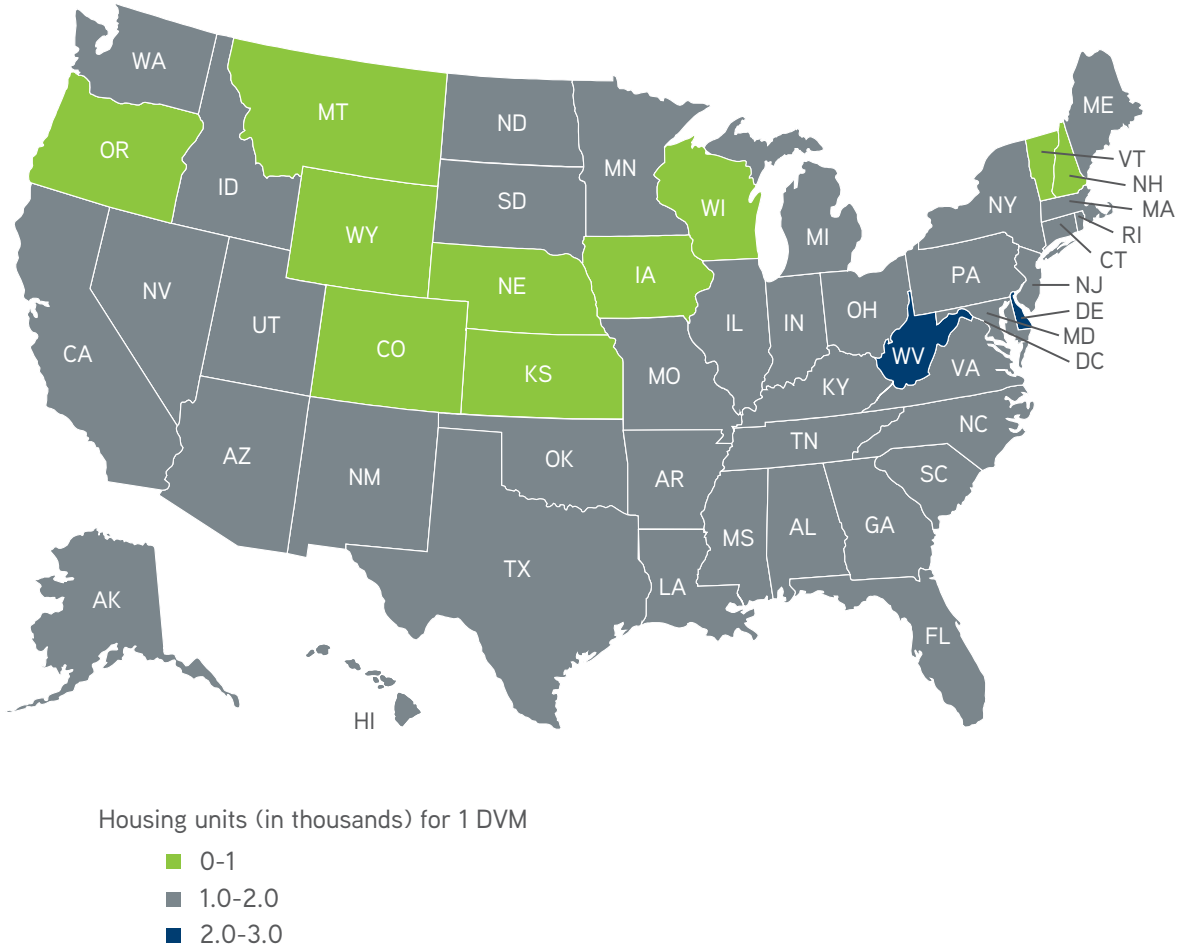 WA
MT
ND
ME
OR
MN
VT
ID
SD
WI
NH
NY
MA
WY
MI
RI
CT
IA
PA
NE
NJ
NV
OH
DE
UT
IL
IN
MD
CO
WV
DC
CA
KS
MO
VA
KY
NC
TN
AZ
OK
NM
AR
SC
MS
AL
GA
TX
LA
AK
FL
HI
Housing units (in thousands) for 1 DVM
0-1
1.0-2.0
2.0-3.0